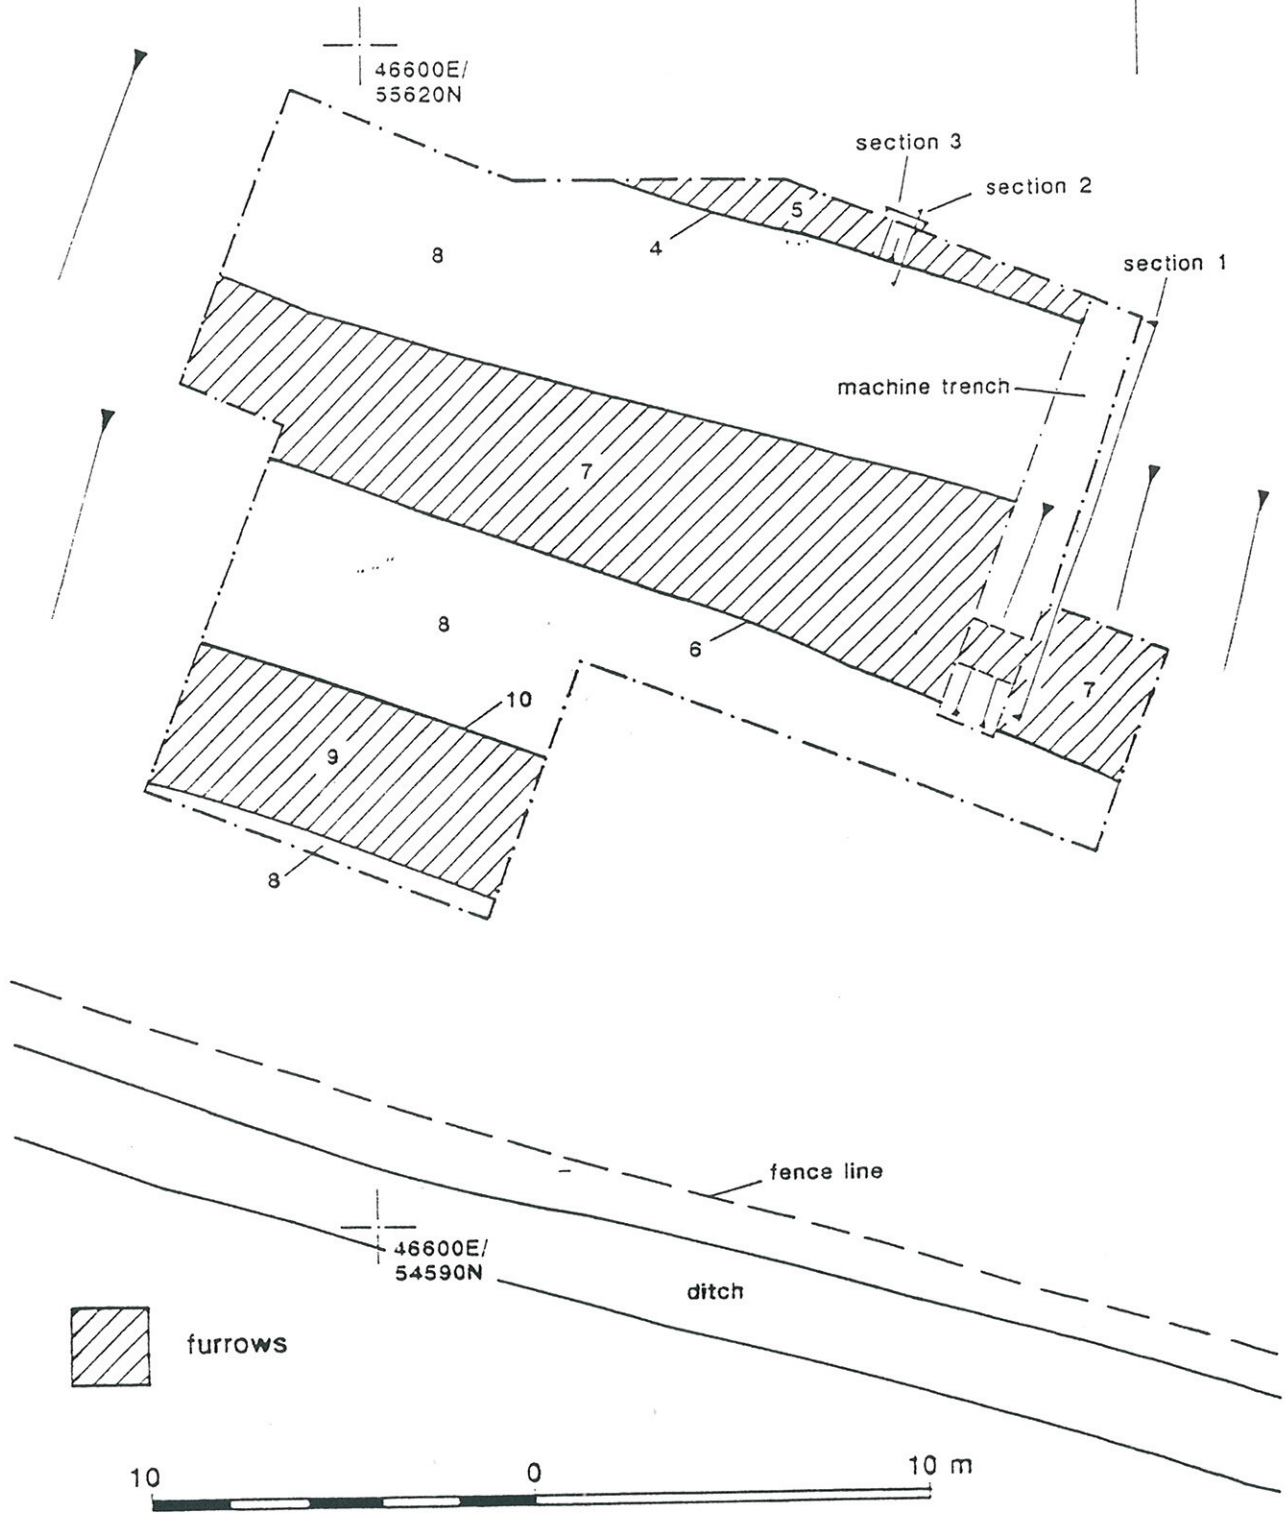 46600E/
55620N
section 3
section 2
5
4
8
section 1
machine trench
7
8
6
7
10
9
8
fence line
46600E/
54590N
ditch
furrows
10 0 10 m